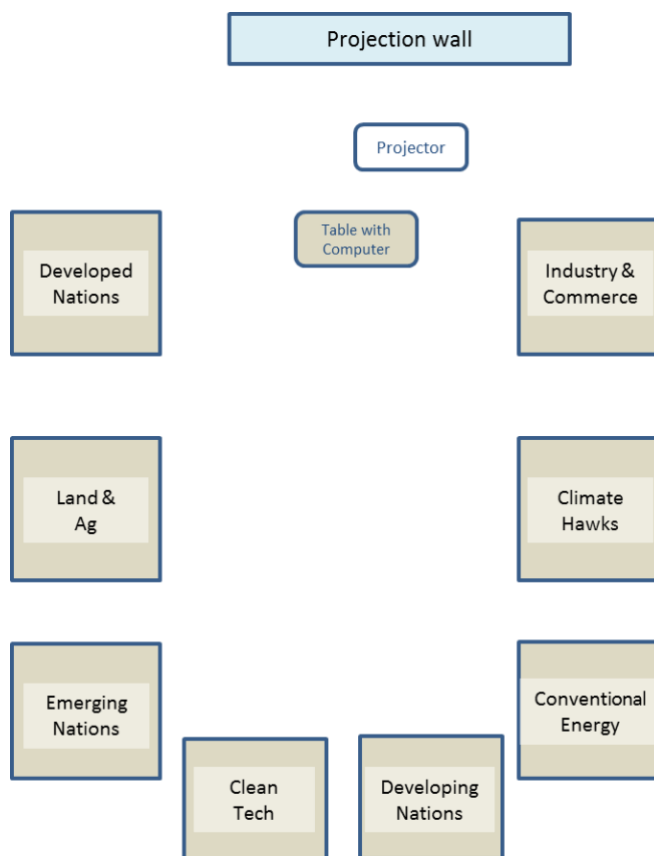 Projection wall
Projector
Table with
Computer
Developed
Nations
Industry &
Commerce
Land &
Ag
Climate
Hawks
Emerging
Nations
Conventional
Energy
Clean
Tech
Developing
Nations